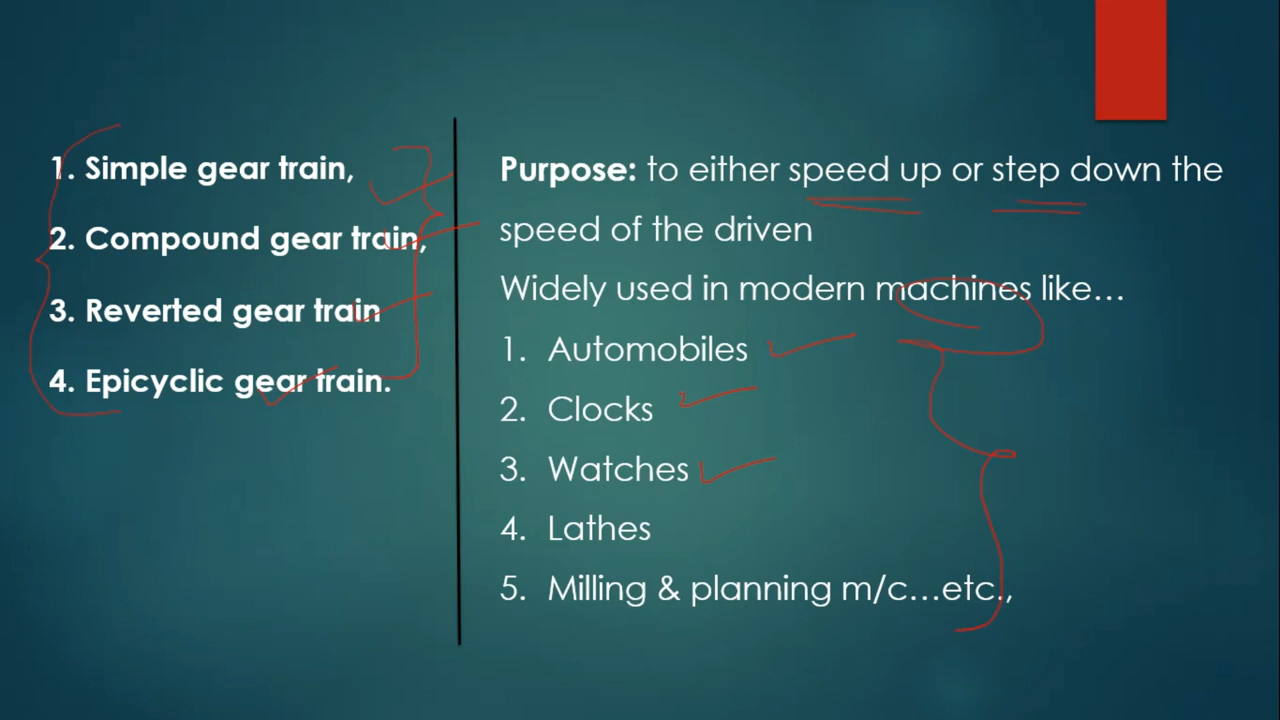 1. Simple gear train,
2. Compound gear train,
3. Reverted gear train
4. Epicyclic gear train.
Purpose: to either speed up or step down the
speed of the driven
Widely used in modern machines like…
1. Automobiles
2. Clocks
3. Watches
4. Lathes
5. Milling & planning m/c…etc.,